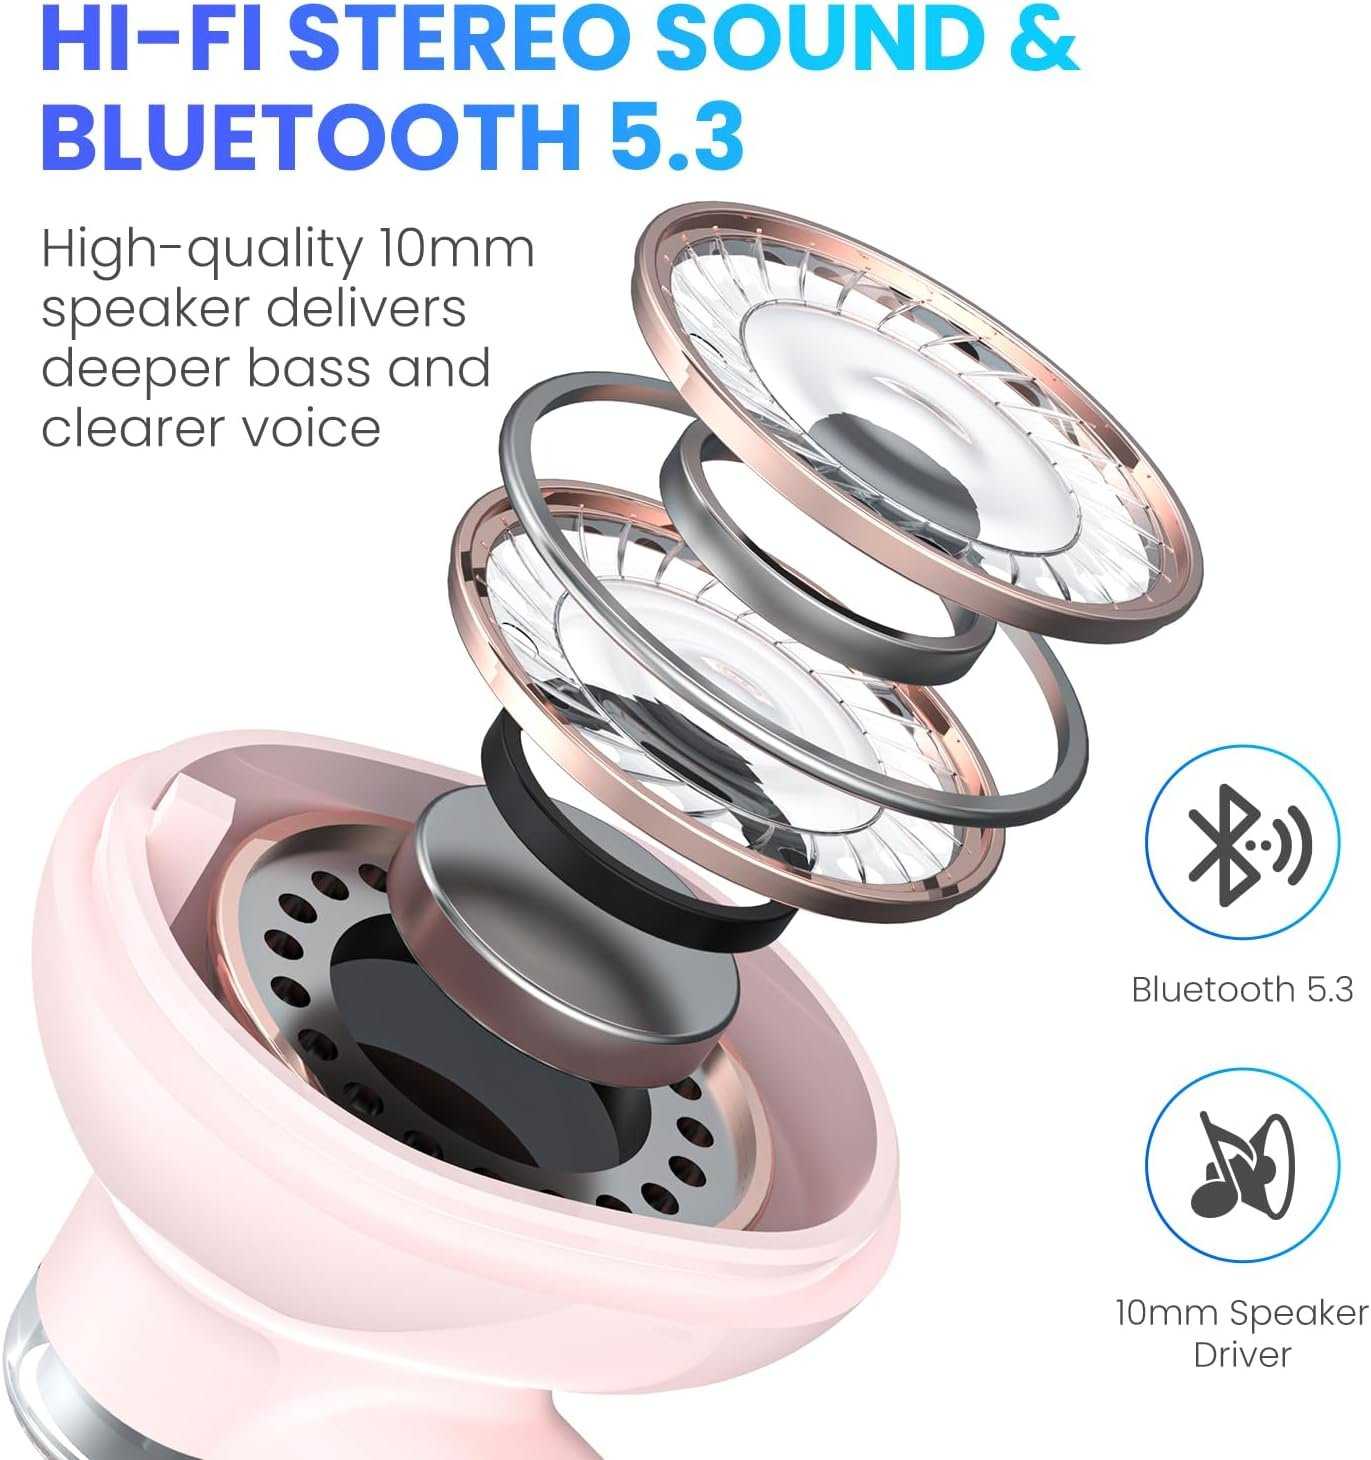 HI-FI STEREO SOUND &
BLUETOOTH 5.3
High-quality 10mm
speaker delivers
deeper bass and
clearer voice
Bluetooth 5.3
10mm Speaker
Driver